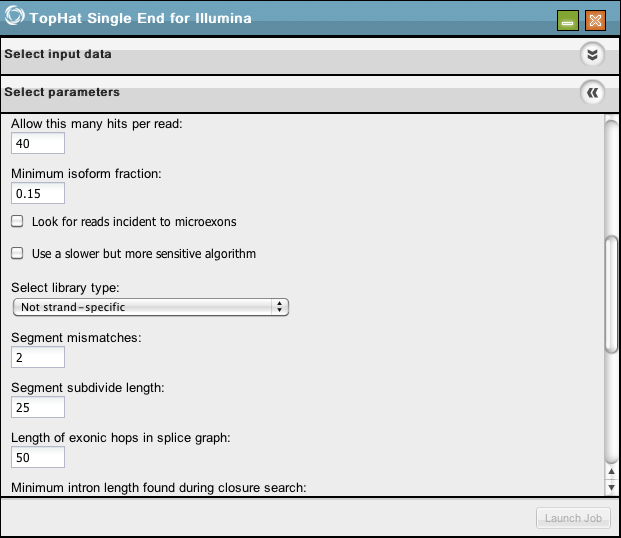 TopHat Single End for Illumina
Select input data
Select parameters
Allow this many hits per read:
40
Minimum isoform fraction:
0.15
Look for reads incident to microexons
Use a slower but more sensitive algorithm
Select library type:
Not strand-specific
Segment mismatches:
2
Segment subdivide length:
25
Length of exonic hops in splice graph:
50
Minimum intron length found during closure search:
Launch Job